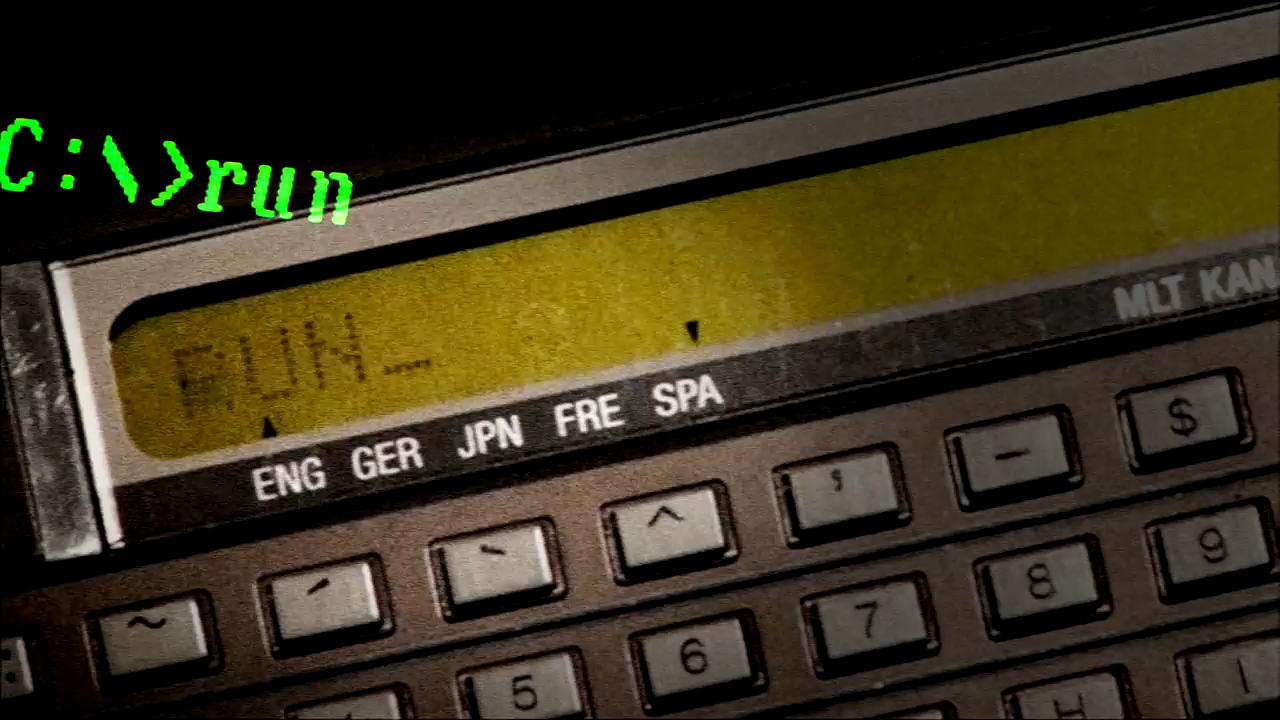 C:\>run
RUN_
MLT KAN
ENG GER JPN FRE SPA
~ ´ ` ^ ' - $
5 6 7 8 9
H I